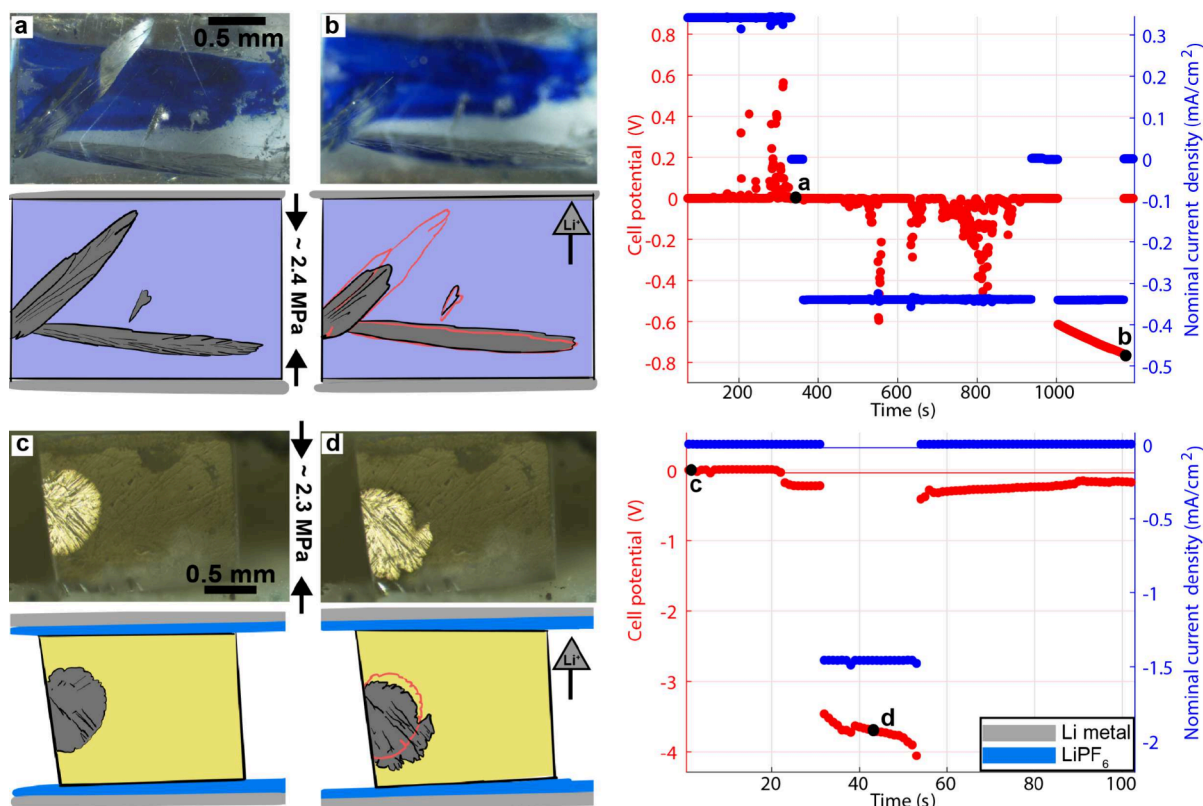 a
0.5 mm
b
~ 2.4 MPa
Li⁺
Cell potential (V)
0.8
0.6
0.4
0.2
0
-0.2
-0.4
-0.6
-0.8
a
b
200
400
600
800
1000
Time (s)
0.3
0.2
0.1
0
-0.1
-0.2
-0.3
-0.4
-0.5
Nominal current density (mA/cm²)
c
0.5 mm
d
~ 2.3 MPa
Li⁺
Cell potential (V)
0
-1
-2
-3
-4
c
d
20
40
60
80
100
Time (s)
0
-0.5
-1
-1.5
-2
Nominal current density (mA/cm²)
Li metal
LiPF₆